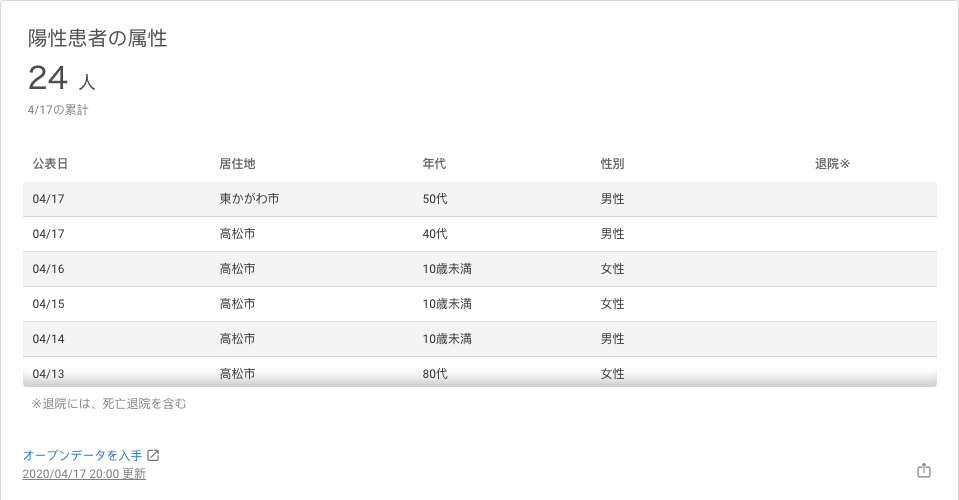 陽性患者の属性
24 人
4/17の累計
公表日 居住地 年代 性別 退院※
04/17 東かがわ市 50代 男性
04/17 高松市 40代 男性
04/16 高松市 10歳未満 女性
04/15 高松市 10歳未満 女性
04/14 高松市 10歳未満 男性
04/13 高松市 80代 女性
※退院には、死亡退院を含む
オープンデータを入手
2020/04/17 20:00 更新